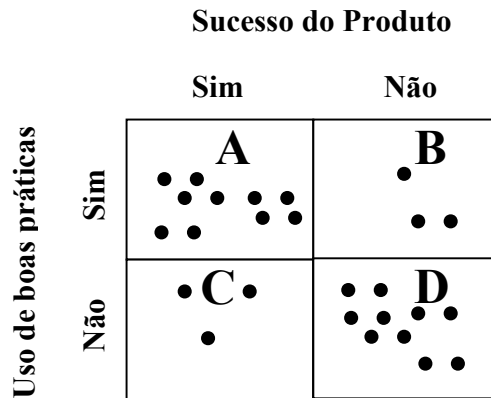 Sucesso do Produto
Sim Não
Uso de boas práticas
Sim
A B
Não
C D